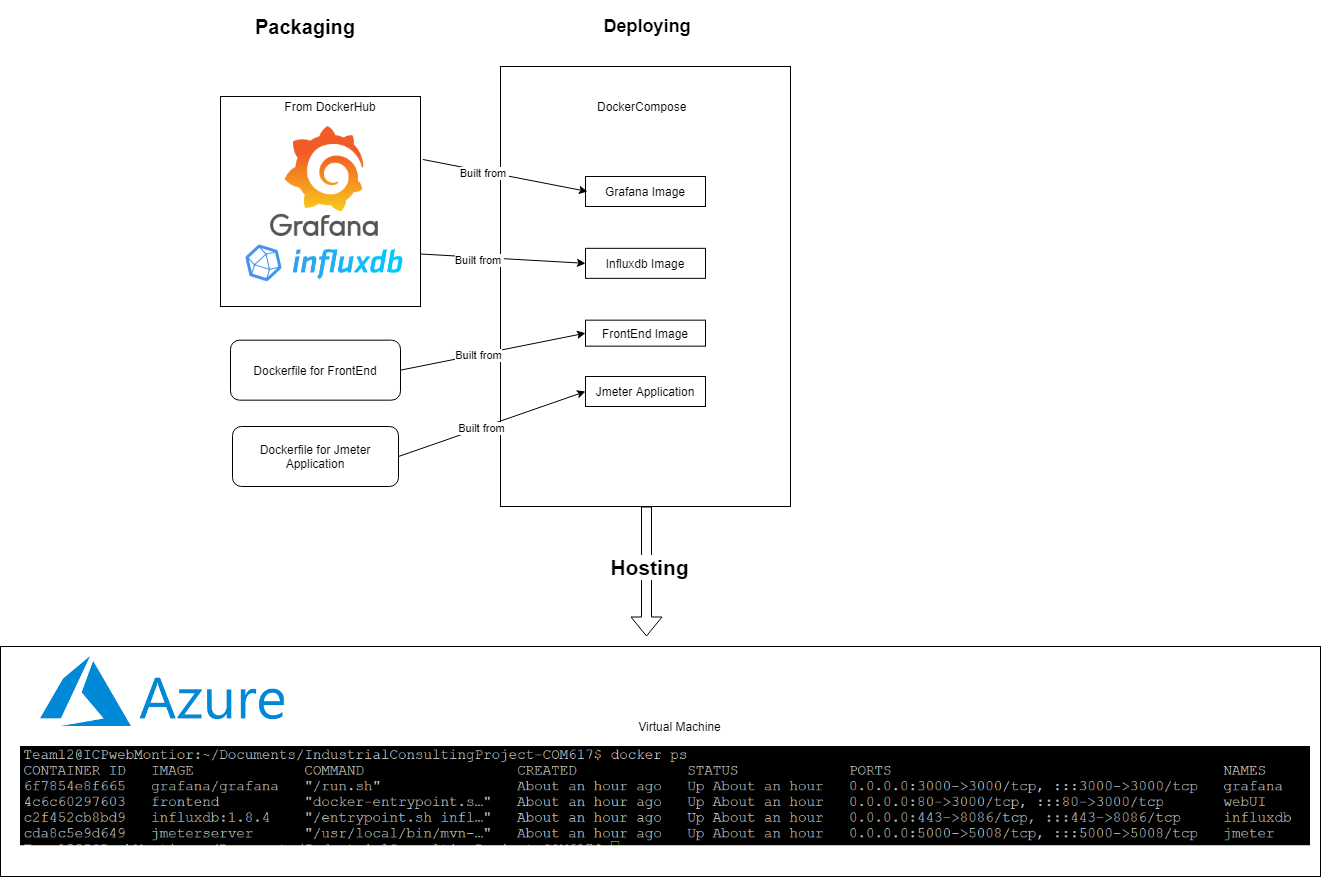 Packaging
Deploying
From DockerHub
Grafana
influxdb
Dockerfile for FrontEnd
Dockerfile for Jmeter
Application
Built from
Built from
Built from
Built from
DockerCompose
Grafana Image
Influxdb Image
FrontEnd Image
Jmeter Application
Hosting
Azure
Virtual Machine
Team12@ICPwebMontior:~/Documents/IndustrialConsultingProject-COM617$ docker ps
CONTAINER ID IMAGE COMMAND CREATED STATUS PORTS NAMES
6f7854e8f665 grafana/grafana "/run.sh" About an hour ago Up About an hour 0.0.0.0:3000->3000/tcp, :::3000->3000/tcp grafana
4c6c60297603 frontend "docker-entrypoint.s…" About an hour ago Up About an hour 0.0.0.0:80->3000/tcp, :::80->3000/tcp webUI
c2f452cb8bd9 influxdb:1.8.4 "/entrypoint.sh infl…" About an hour ago Up About an hour 0.0.0.0:443->8086/tcp, :::443->8086/tcp influxdb
cda8c5e9d649 jmeterserver "/usr/local/bin/mvn-…" About an hour ago Up About an hour 0.0.0.0:5000->5008/tcp, :::5000->5008/tcp jmeter